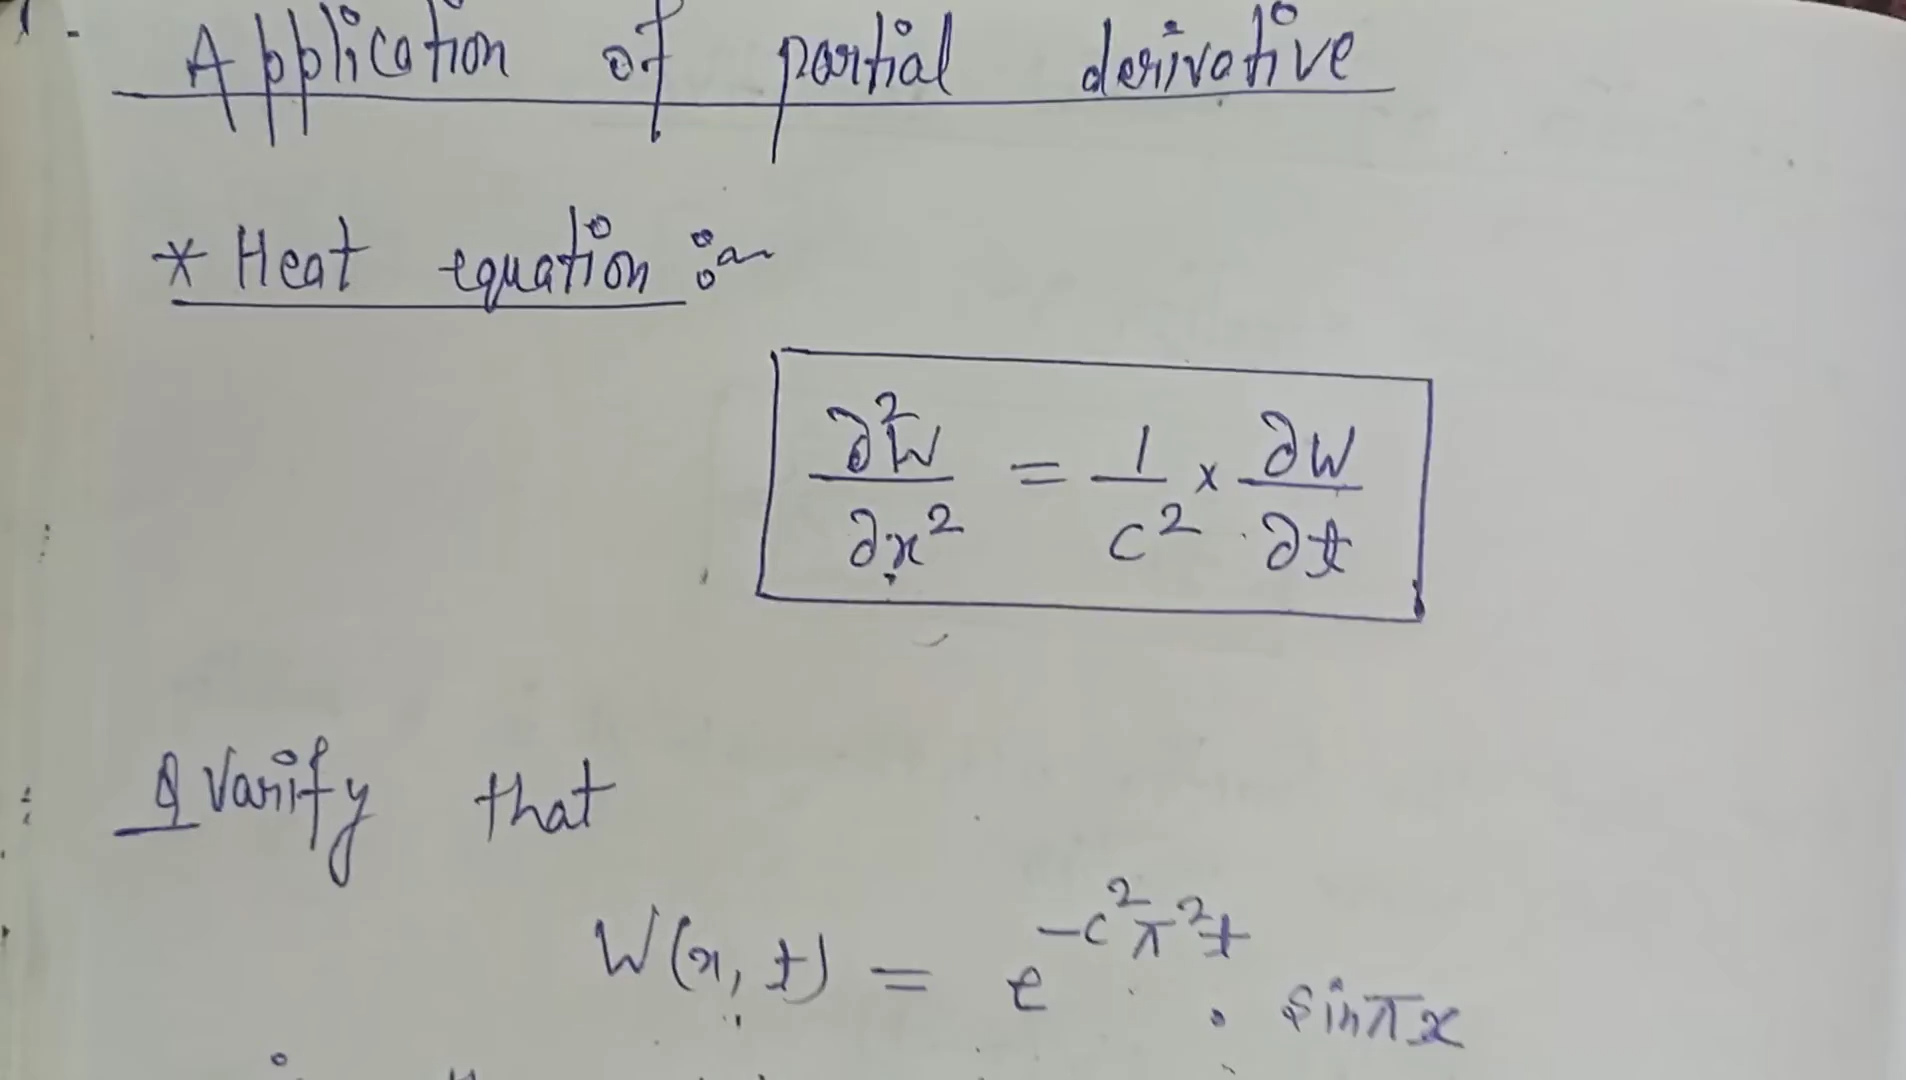 Application of partial derivative
* Heat equation :-
∂²W/∂x² = 1/c² × ∂W/∂t
Q Varify that
W(x, t) = e^{-c²π²t} . sinπx